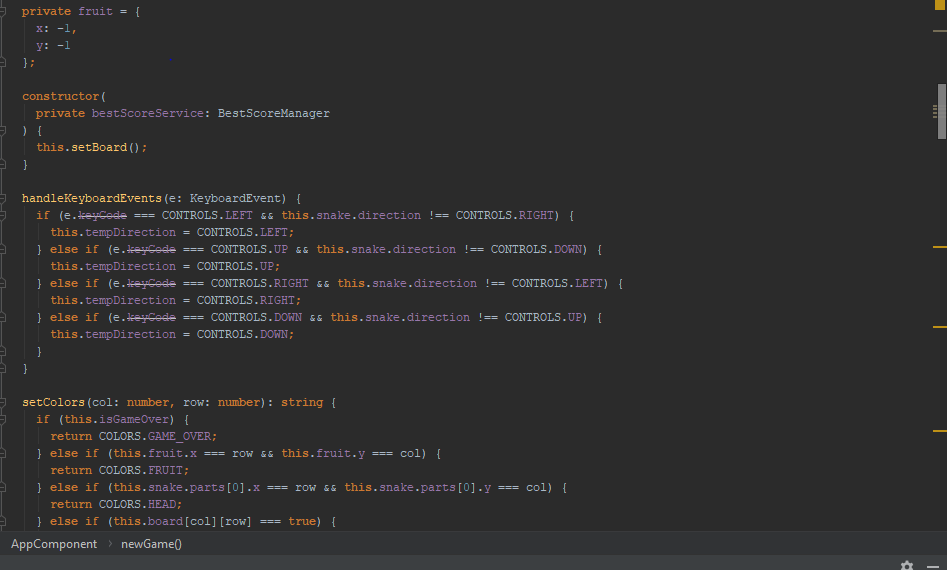 private fruit = {
x: -1,
y: -1
};
constructor(
private bestScoreService: BestScoreManager
) {
this.setBoard();
}
handleKeyboardEvents(e: KeyboardEvent) {
if (e.keyCode === CONTROLS.LEFT && this.snake.direction !== CONTROLS.RIGHT) {
this.tempDirection = CONTROLS.LEFT;
} else if (e.keyCode === CONTROLS.UP && this.snake.direction !== CONTROLS.DOWN) {
this.tempDirection = CONTROLS.UP;
} else if (e.keyCode === CONTROLS.RIGHT && this.snake.direction !== CONTROLS.LEFT) {
this.tempDirection = CONTROLS.RIGHT;
} else if (e.keyCode === CONTROLS.DOWN && this.snake.direction !== CONTROLS.UP) {
this.tempDirection = CONTROLS.DOWN;
}
}
setColors(col: number, row: number): string {
if (this.isGameOver) {
return COLORS.GAME_OVER;
} else if (this.fruit.x === row && this.fruit.y === col) {
return COLORS.FRUIT;
} else if (this.snake.parts[0].x === row && this.snake.parts[0].y === col) {
return COLORS.HEAD;
} else if (this.board[col][row] === true) {
AppComponent › newGame()